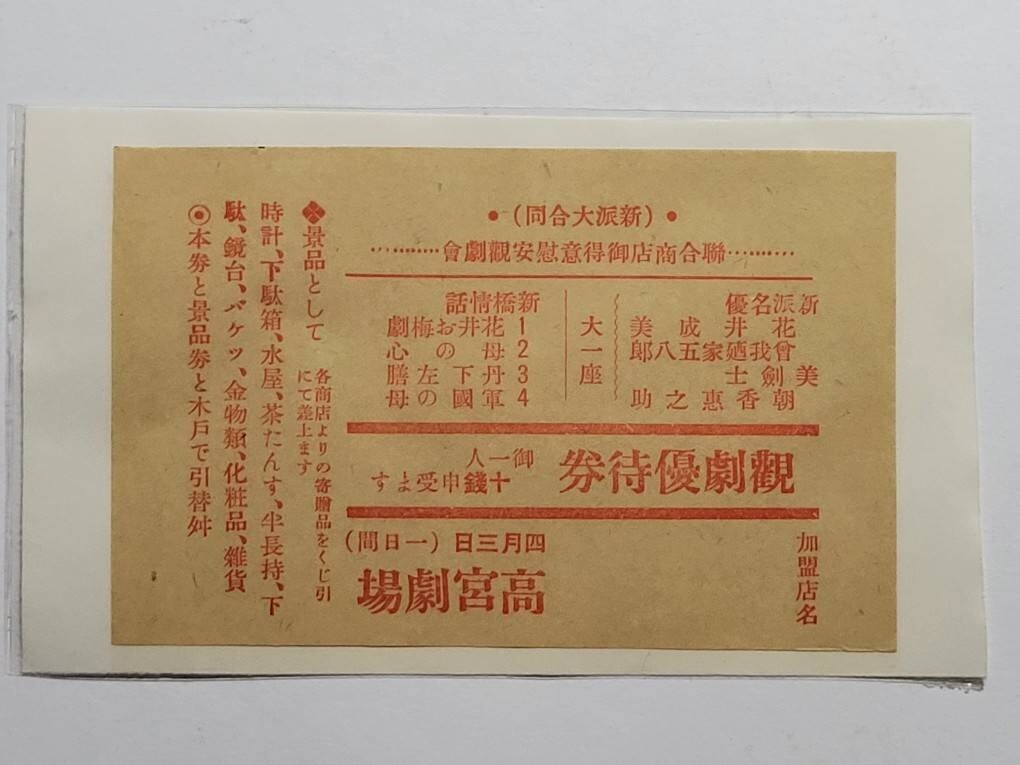 ●（新派大合同）●
…………聯合商店御得意慰安觀劇會…………
新派名優
花井成美
曾我廼家五八郎
美劍士
朝香惠之助
大一座
新橋情話
1 花井お梅劇
2 母の心
3 丹下左膳
4 軍國の母
觀劇優待券
御一人
十錢申受ます
加盟店名
四月三日（一日間）
高宮劇場
❖景品として
各商店よりの寄贈品をくじ引
にて差上ます
時計、下駄箱、水屋、茶たんす、半長持、下
駄、鏡台、バケツ、金物類、化粧品、雜貨
◉本券と景品券と木戸で引替舛